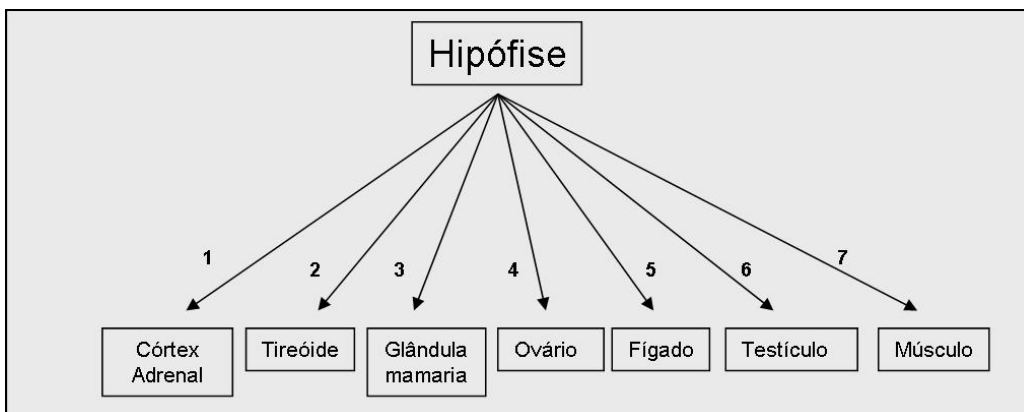 Hipófise
1
2
3
4
5
6
7
Córtex
Adrenal
Tireóide
Glândula
mamaria
Ovário
Fígado
Testículo
Músculo